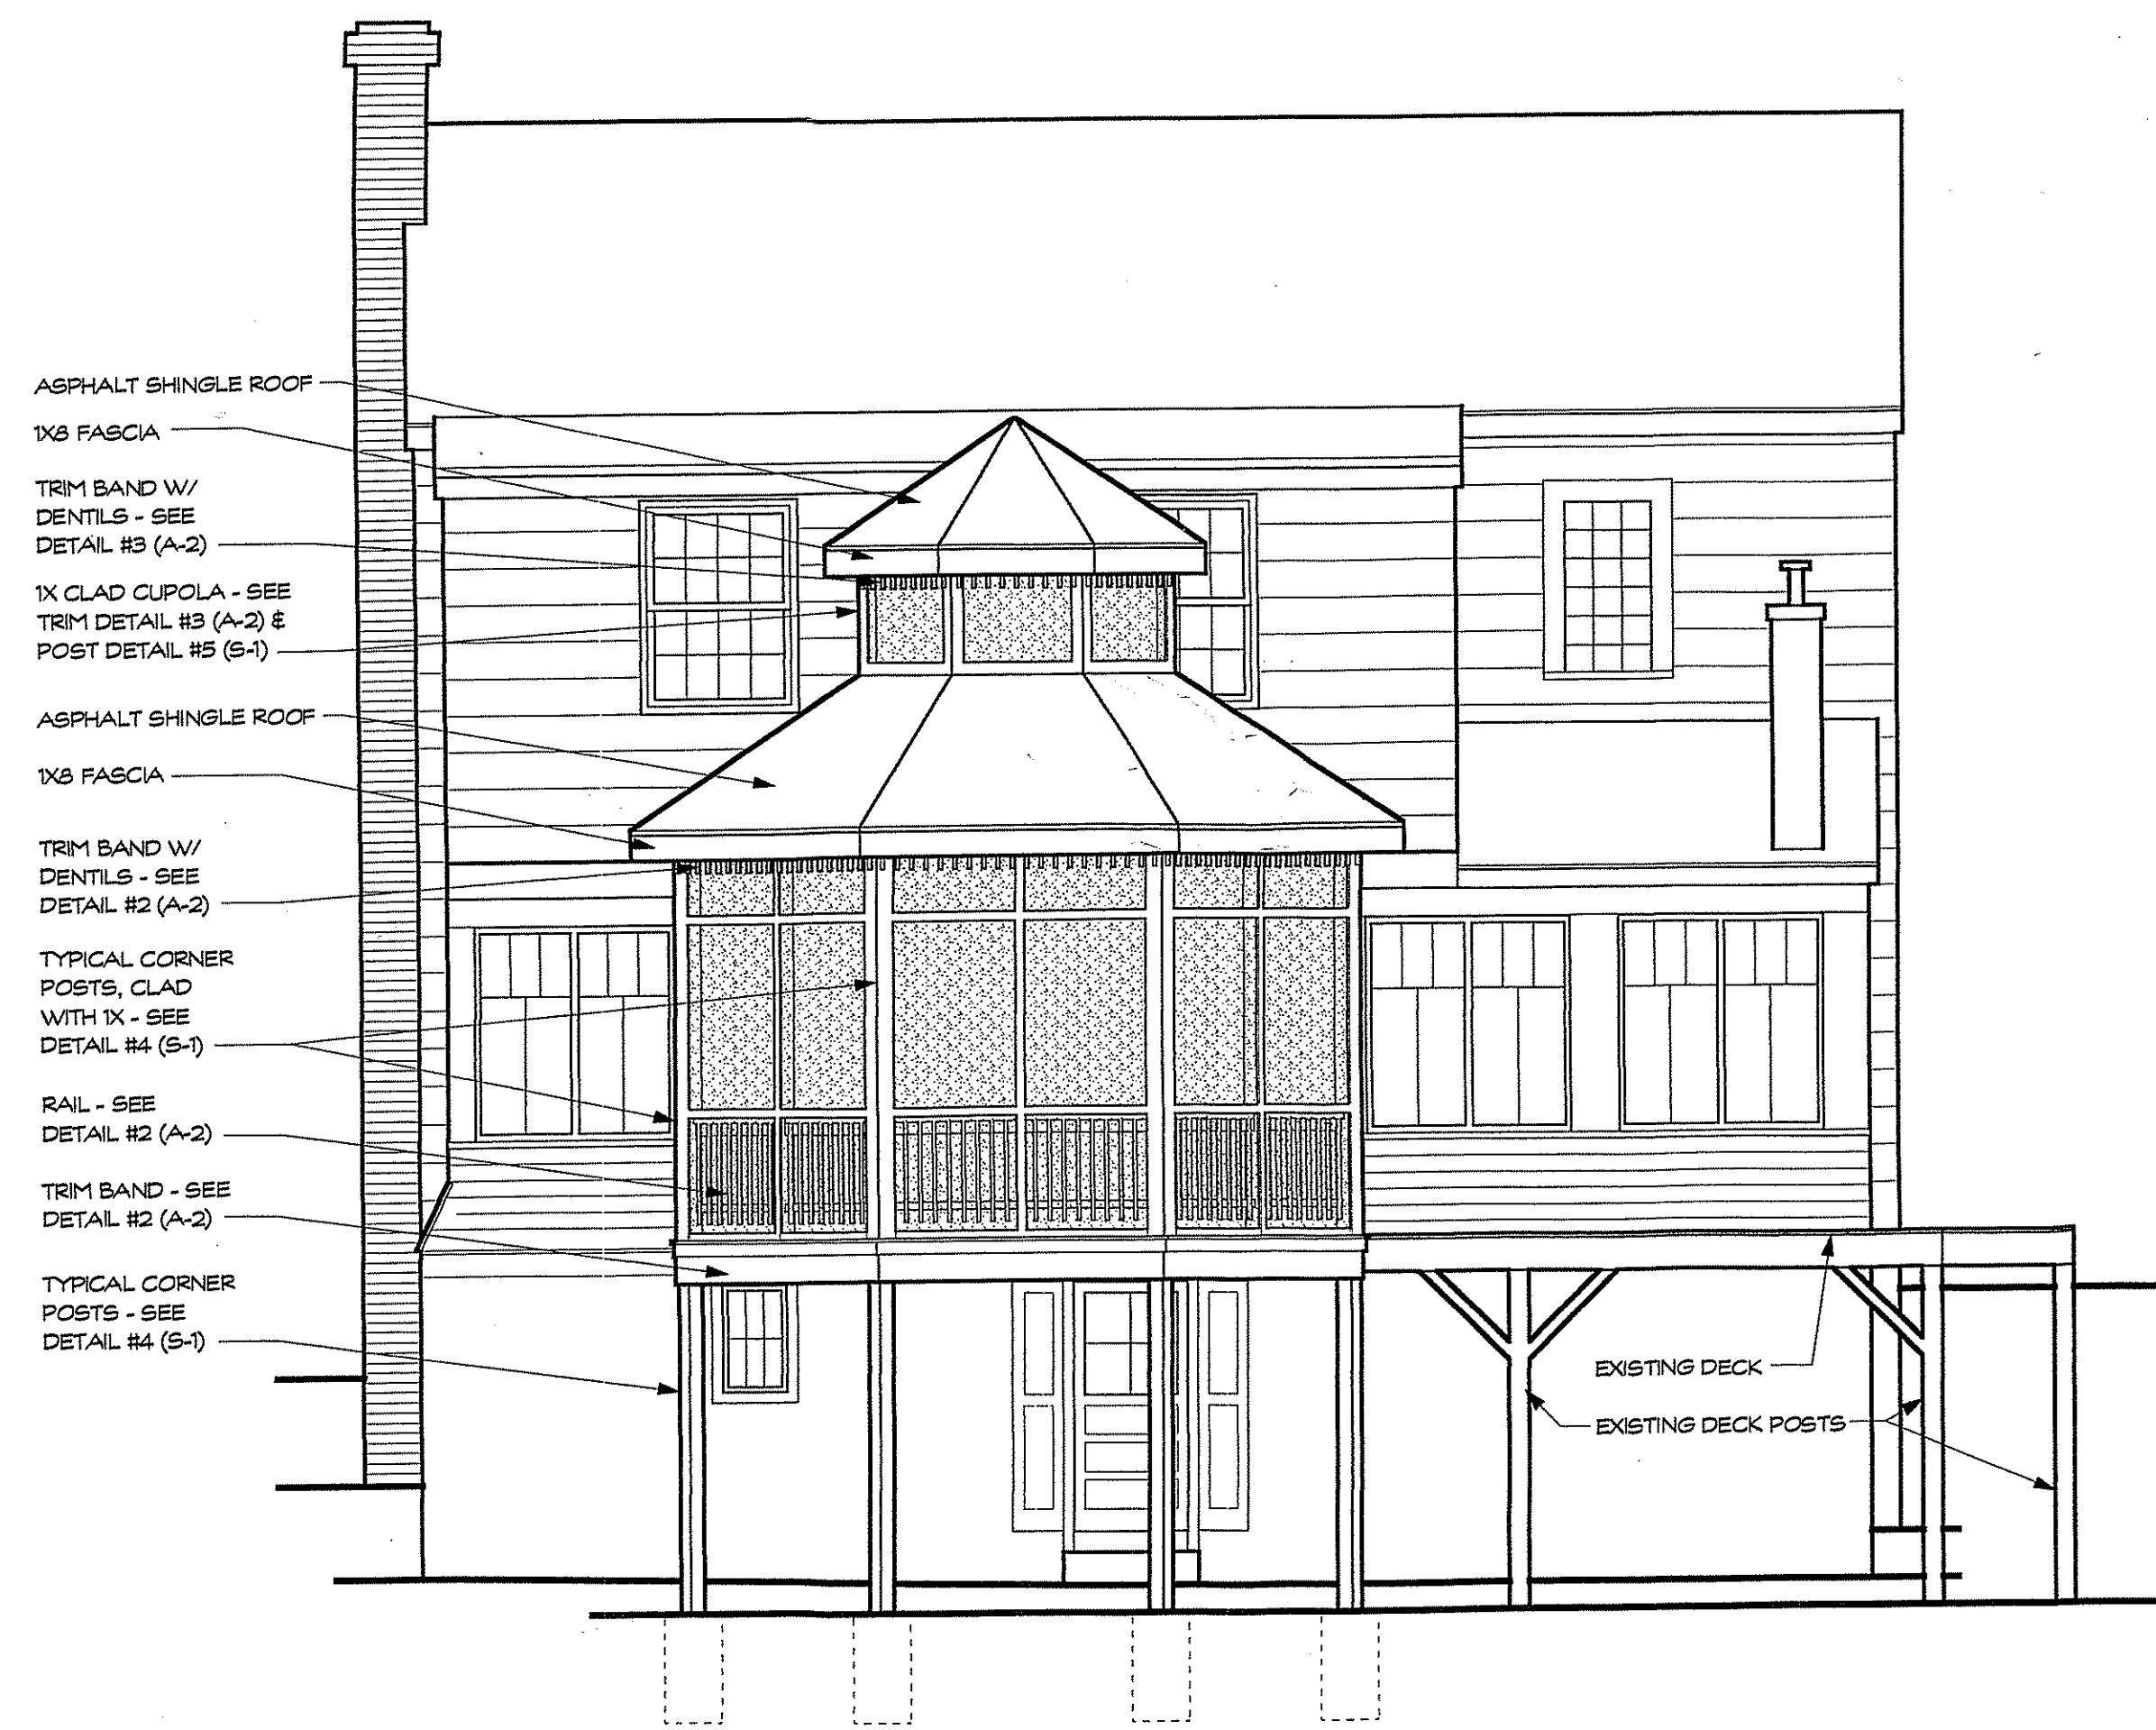 ASPHALT SHINGLE ROOF
1X8 FASCIA
TRIM BAND W/
DENTILS - SEE
DETAIL #3 (A-2)
1X CLAD CUPOLA - SEE
TRIM DETAIL #3 (A-2) &
POST DETAIL #5 (S-1)
ASPHALT SHINGLE ROOF
1X8 FASCIA
TRIM BAND W/
DENTILS - SEE
DETAIL #2 (A-2)
TYPICAL CORNER
POSTS, CLAD
WITH 1X - SEE
DETAIL #4 (S-1)
RAIL - SEE
DETAIL #2 (A-2)
TRIM BAND - SEE
DETAIL #2 (A-2)
TYPICAL CORNER
POSTS - SEE
DETAIL #4 (S-1)
EXISTING DECK
EXISTING DECK POSTS